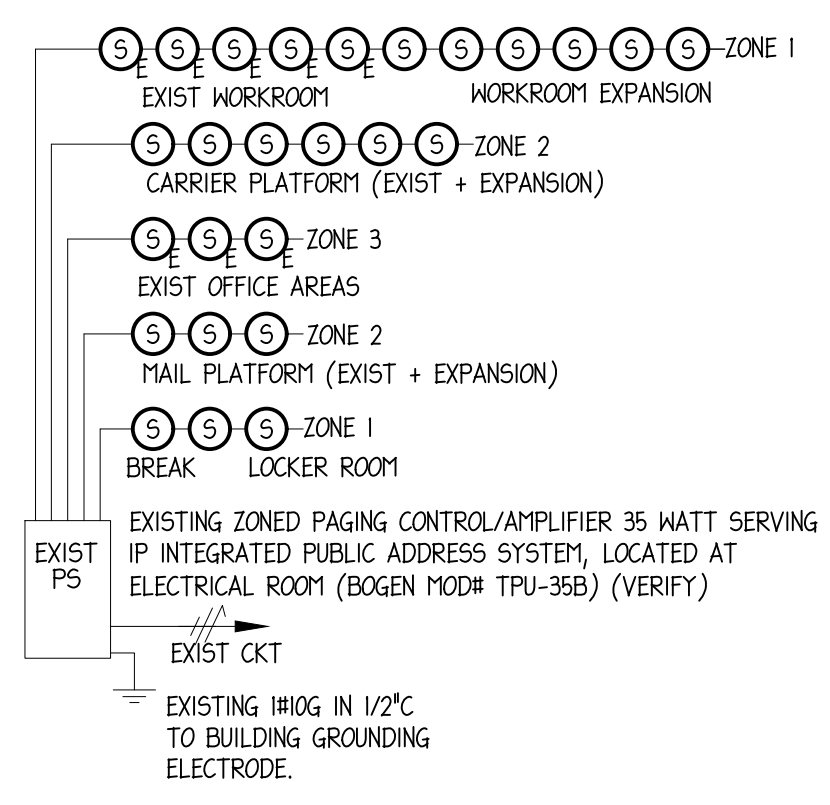 S S S S S S S S S S S ZONE 1
E E E E E
EXIST WORKROOM WORKROOM EXPANSION
S S S S S S ZONE 2
CARRIER PLATFORM (EXIST + EXPANSION)
S S S ZONE 3
E E E
EXIST OFFICE AREAS
S S S ZONE 2
MAIL PLATFORM (EXIST + EXPANSION)
S S S ZONE 1
BREAK LOCKER ROOM
EXIST
PS
EXISTING ZONED PAGING CONTROL/AMPLIFIER 35 WATT SERVING
IP INTEGRATED PUBLIC ADDRESS SYSTEM, LOCATED AT
ELECTRICAL ROOM (BOGEN MOD# TPU-35B) (VERIFY)
EXIST CKT
EXISTING 1#10G IN 1/2"C
TO BUILDING GROUNDING
ELECTRODE.